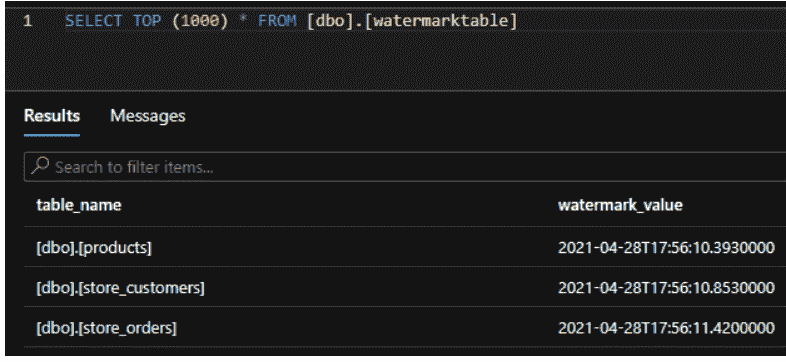 1 SELECT TOP (1000) * FROM [dbo].[watermarktable]
Results Messages
Search to filter items...
table_name watermark_value
[dbo].[products] 2021-04-28T17:56:10.3930000
[dbo].[store_customers] 2021-04-28T17:56:10.8530000
[dbo].[store_orders] 2021-04-28T17:56:11.4200000